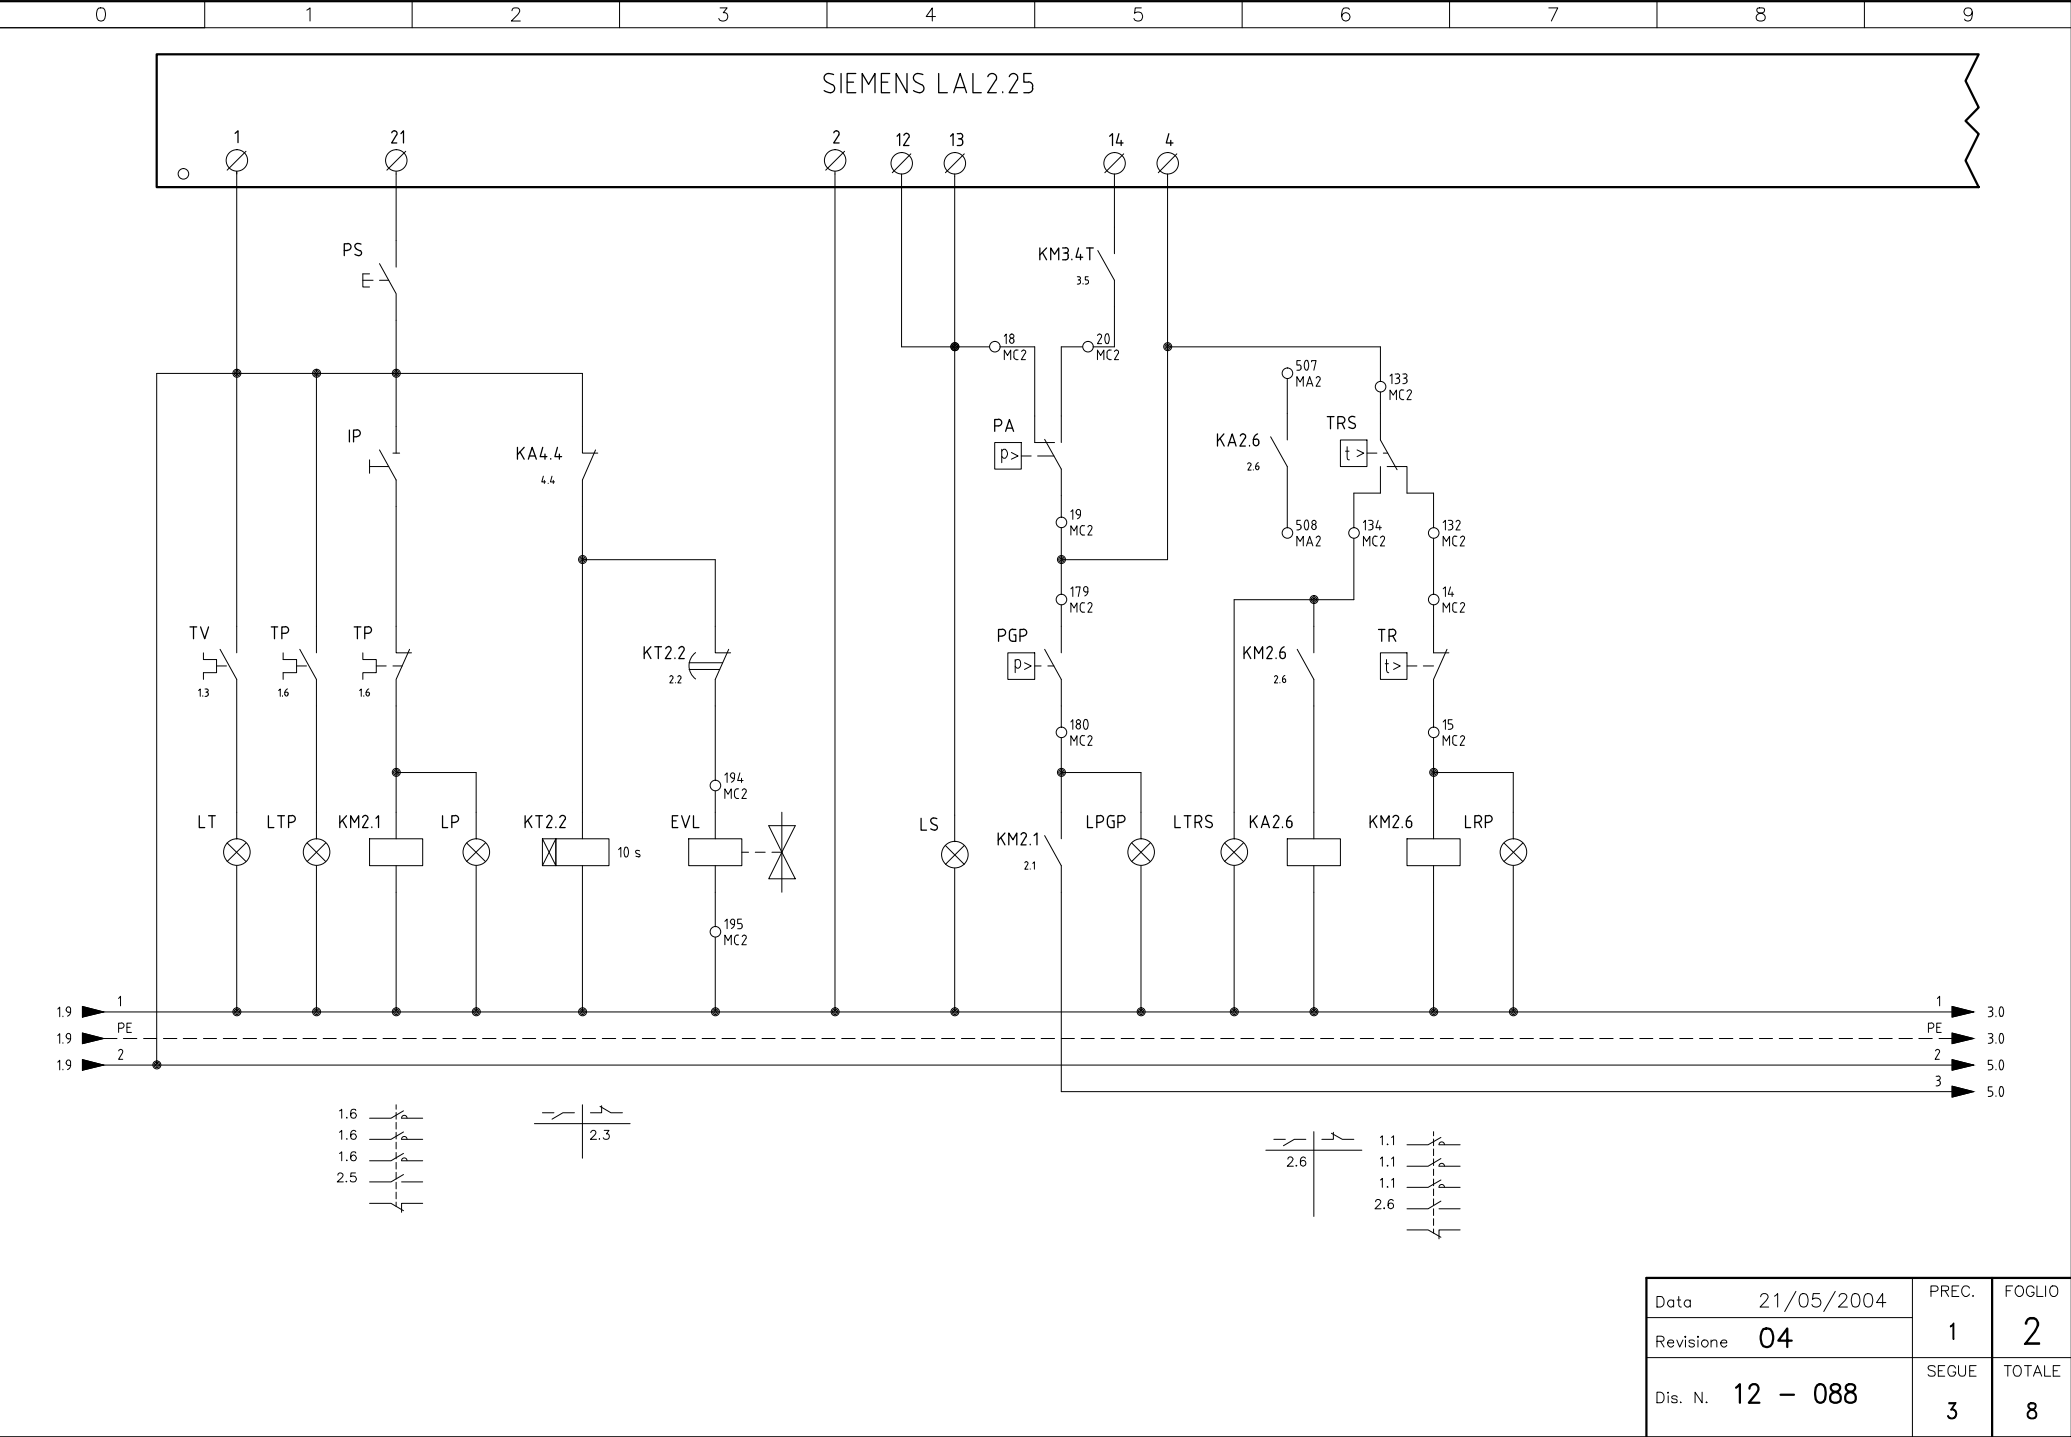 0 1 2 3 4 5 6 7 8 9
SIEMENS LAL2.25
1 21 2 12 13 14 4
PS
KM3.4T
3.5
18
MC2
20
MC2
507
MA2
133
MC2
IP
KA4.4
4.4
PA
p>
KA2.6
2.6
TRS
t >
19
MC2
508
MA2
134
MC2
132
MC2
179
MC2
14
MC2
TV
1.3
TP
1.6
TP
1.6
KT2.2
2.2
PGP
p>
KM2.6
2.6
TR
t>
180
MC2
15
MC2
194
MC2
LT
LTP
KM2.1
LP
KT2.2
10 s
EVL
LS
KM2.1
2.1
LPGP
LTRS
KA2.6
KM2.6
LRP
195
MC2
1.9 1 1 3.0
1.9 PE PE 3.0
1.9 2 2 5.0
3 5.0
1.6
1.6
1.6
2.5
2.3
2.6
1.1
1.1
1.1
2.6
Data 21/05/2004
PREC.
1
FOGLIO
2
Revisione 04
Dis. N. 12 - 088
SEGUE
3
TOTALE
8